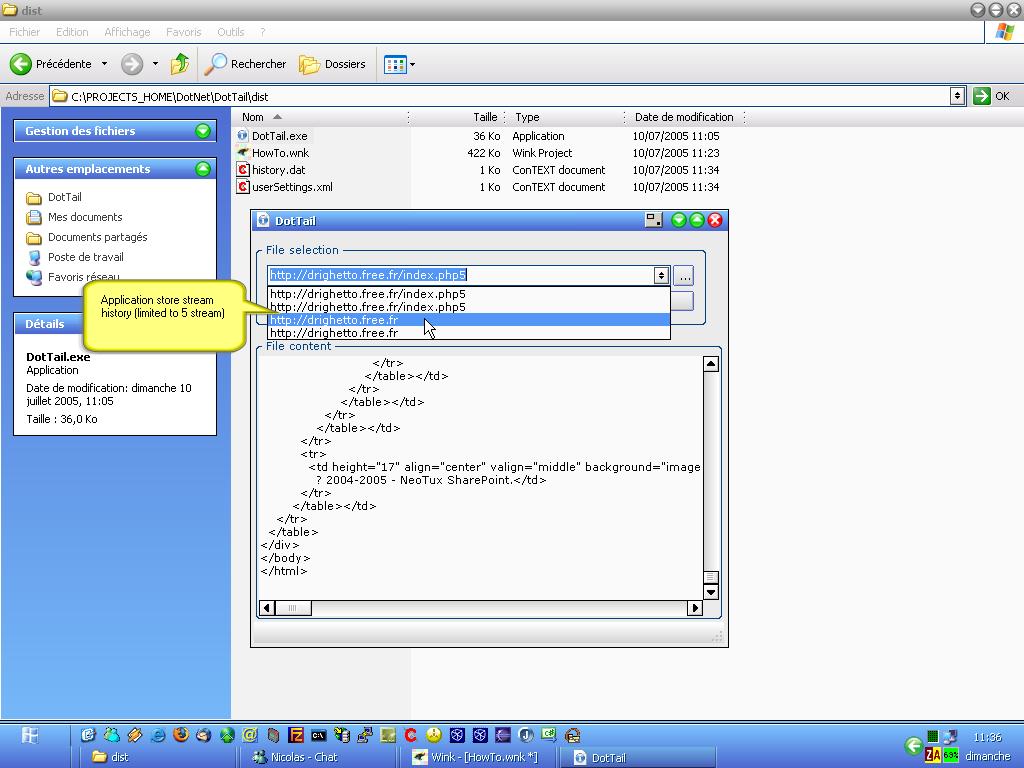 dist
Fichier Edition Affichage Favoris Outils ?
Précédente Rechercher Dossiers
Adresse C:\PROJECTS_HOME\DotNet\DotTail\dist OK
Gestion des fichiers
Autres emplacements
DotTail
Mes documents
Documents partagés
Poste de travail
Favoris réseau
Détails
DotTail.exe
Application
Date de modification: dimanche 10
juillet 2005, 11:05
Taille : 36,0 Ko
Nom Taille Type Date de modification
DotTail.exe 36 Ko Application 10/07/2005 11:05
HowTo.wnk 422 Ko Wink Project 10/07/2005 11:23
history.dat 1 Ko ConTEXT document 10/07/2005 11:34
userSettings.xml 1 Ko ConTEXT document 10/07/2005 11:34
Application store stream
history (limited to 5 stream)
DotTail
File selection
http://drighetto.free.fr/index.php5 ...
http://drighetto.free.fr/index.php5
http://drighetto.free.fr/index.php5
http://drighetto.free.fr
http://drighetto.free.fr
File content
</tr>
</table></td>
</tr>
</table></td>
</tr>
</table></td>
</tr>
<tr>
<td height="17" align="center" valign="middle" background="image
? 2004-2005 - NeoTux SharePoint.</td>
</tr>
</table></td>
</tr>
</table>
</div>
</body>
</html>
dist Nicolas - Chat Wink - [HowTo.wnk *] DotTail
11:36
ZA 63% dimanche